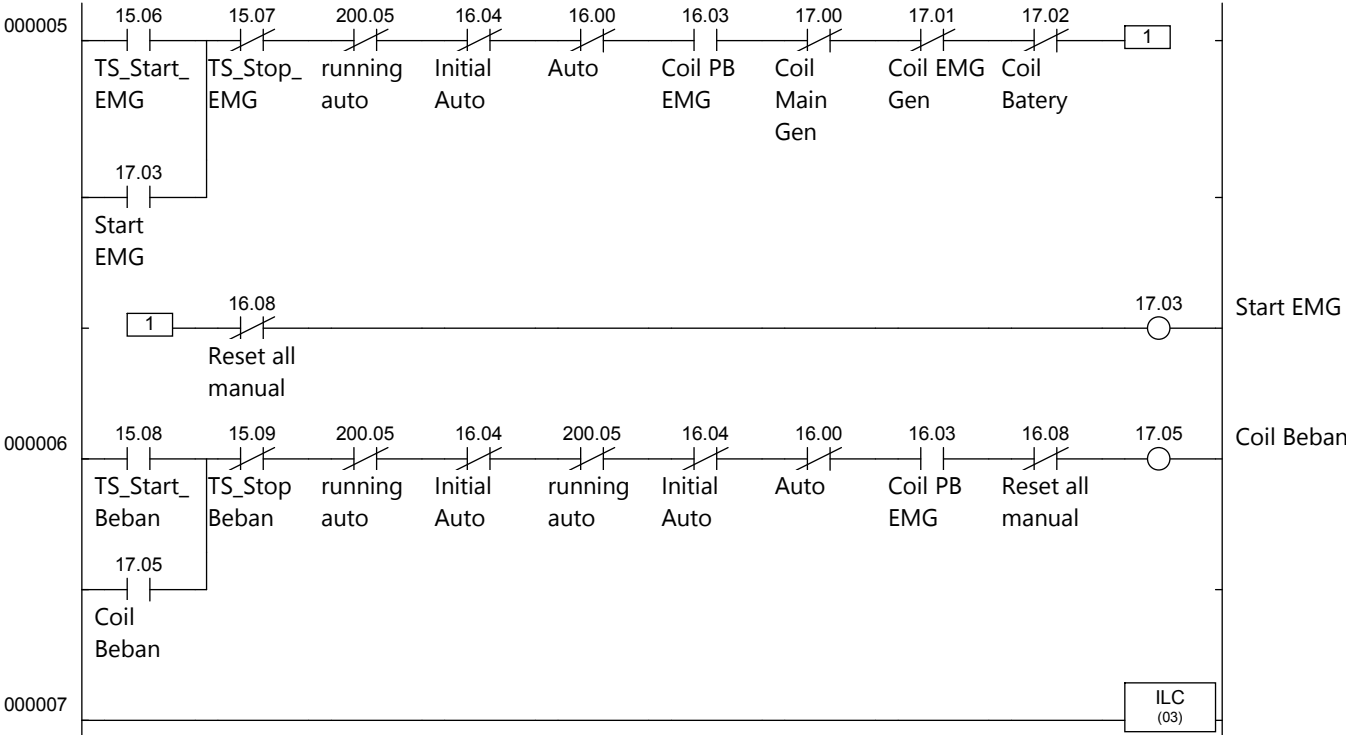 000005 15.06 15.07 200.05 16.04 16.00 16.03 17.00 17.01 17.02
1
TS_Start_ TS_Stop_ running Initial Auto Coil PB Coil Coil EMG Coil
EMG EMG auto Auto EMG Main Gen Batery
Gen
17.03
Start
EMG
16.08 17.03 Start EMG
1
Reset all
manual
000006 15.08 15.09 200.05 16.04 200.05 16.04 16.00 16.03 16.08 17.05 Coil Beban
TS_Start_ TS_Stop running Initial running Initial Auto Coil PB Reset all
Beban Beban auto Auto auto Auto EMG manual
17.05
Coil
Beban
000007 ILC
(03)